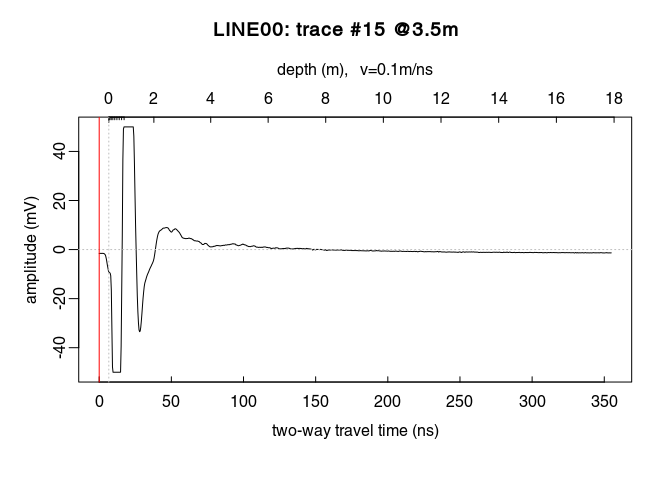 LINE00: trace #15 @3.5m
depth (m), v=0.1m/ns
0 2 4 6 8 10 12 14 16 18
amplitude (mV)
40
20
0
-20
-40
0 50 100 150 200 250 300 350
two-way travel time (ns)